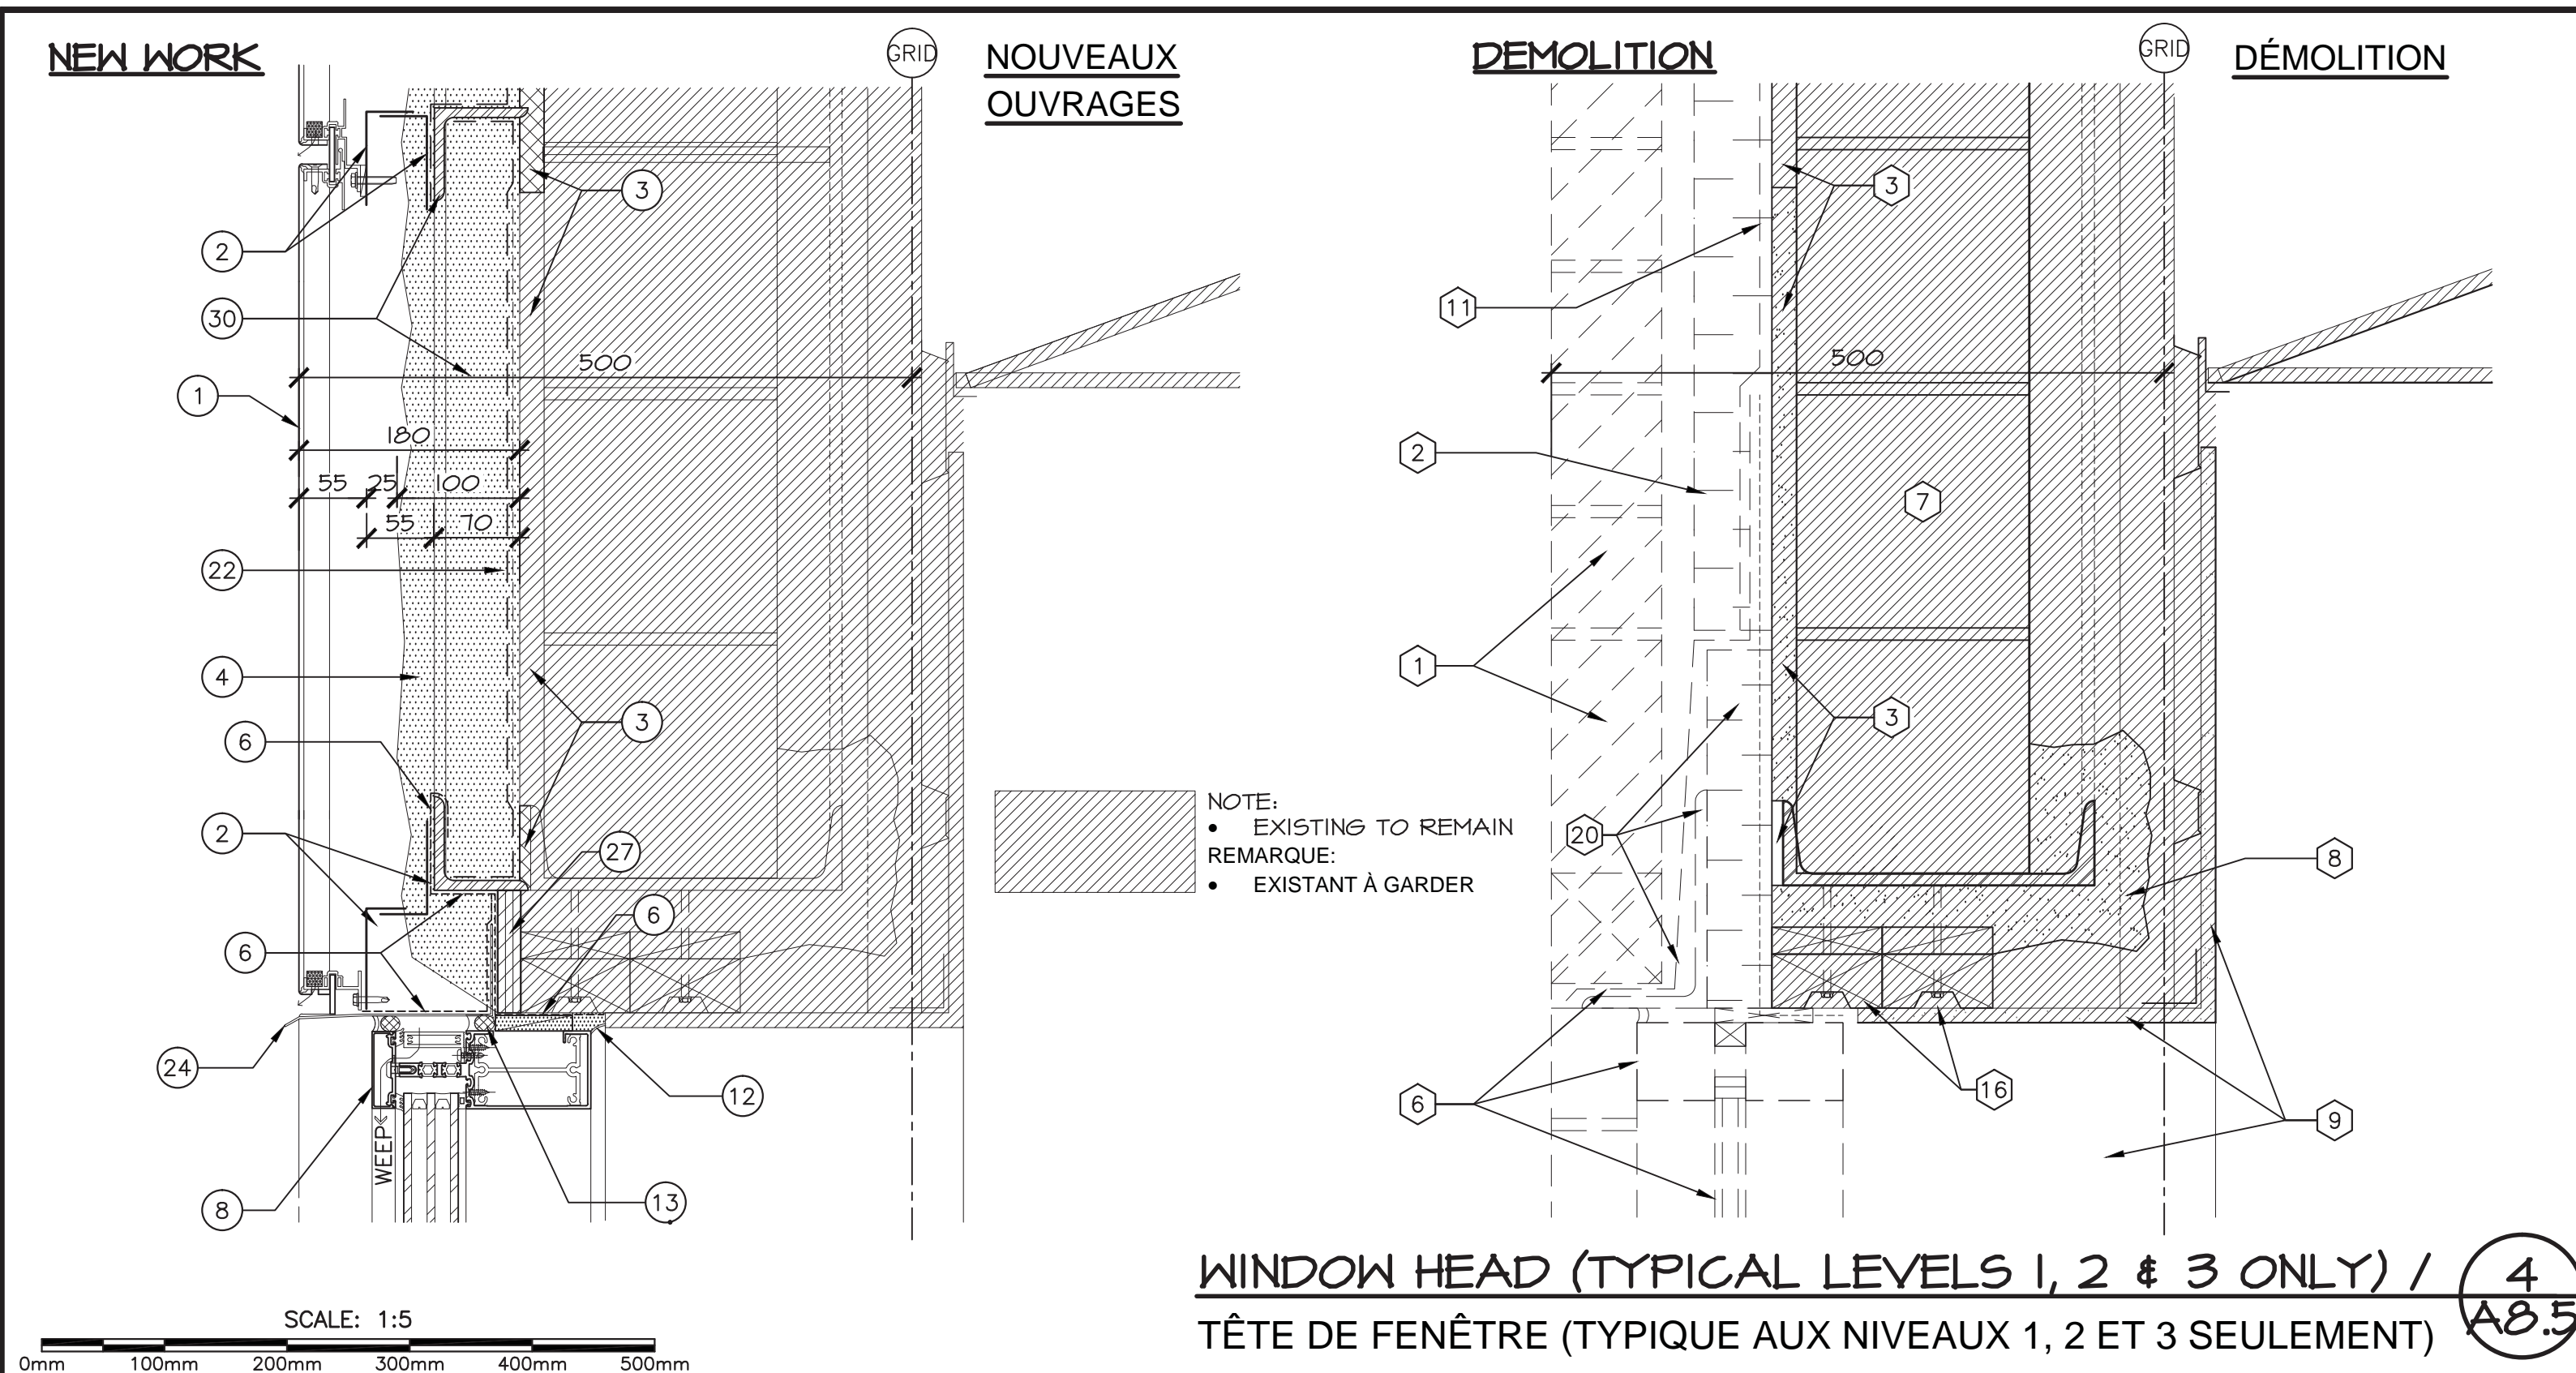 NEW WORK
GRID
NOUVEAUX
OUVRAGES
3
2
30
500
1
180
55 25 100
55 70
22
4
3
6
2
27
6
6
24
12
WEEP
8
13
NOTE:
• EXISTING TO REMAIN
REMARQUE:
• EXISTANT À GARDER
DEMOLITION
GRID
DÉMOLITION
3
11
500
2
7
1
3
20
8
16
6
9
WINDOW HEAD (TYPICAL LEVELS 1, 2 & 3 ONLY) /
TÊTE DE FENÊTRE (TYPIQUE AUX NIVEAUX 1, 2 ET 3 SEULEMENT)
4
A8.5
SCALE: 1:5
0mm 100mm 200mm 300mm 400mm 500mm